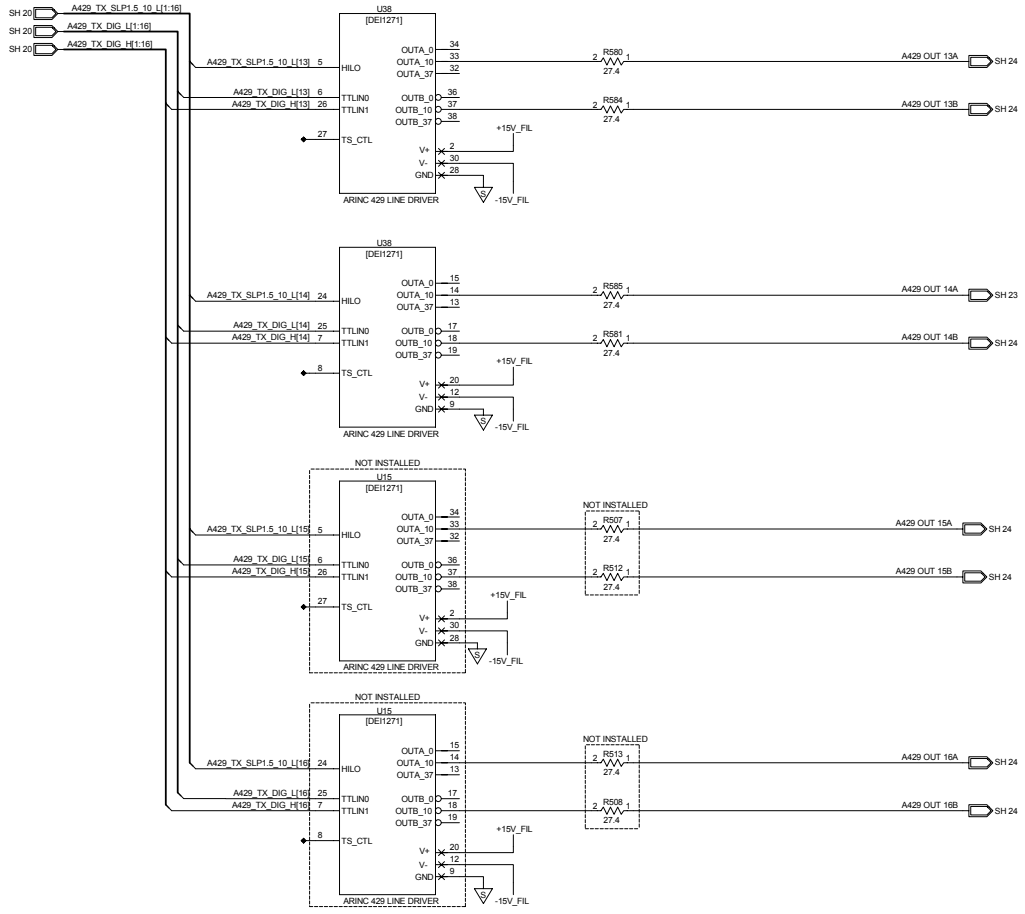 SH 20 A429_TX_SLP1.5_10_L[1:16]
SH 20 A429_TX_DIG_L[1:16]
SH 20 A429_TX_DIG_H[1:16]
U38
[DEI1271]
OUTA_0 34
OUTA_10 33 2 R580 1 27.4 A429 OUT 13A SH 24
OUTA_37 32
A429_TX_SLP1.5_10_L[13] 5 HILO
A429_TX_DIG_L[13] 6 TTLIN0
A429_TX_DIG_H[13] 26 TTLIN1
OUTB_0 36
OUTB_10 37 2 R584 1 27.4 A429 OUT 13B SH 24
OUTB_37 38
27 TS_CTL
+15V_FIL
V+ 2
V- 30
GND 28
S
-15V_FIL
ARINC 429 LINE DRIVER
U38
[DEI1271]
OUTA_0 15
OUTA_10 14 2 R585 1 27.4 A429 OUT 14A SH 23
OUTA_37 13
A429_TX_SLP1.5_10_L[14] 24 HILO
A429_TX_DIG_L[14] 25 TTLIN0
A429_TX_DIG_H[14] 7 TTLIN1
OUTB_0 17
OUTB_10 18 2 R581 1 27.4 A429 OUT 14B SH 24
OUTB_37 19
8 TS_CTL
+15V_FIL
V+ 20
V- 12
GND 9
S
-15V_FIL
ARINC 429 LINE DRIVER
NOT INSTALLED
U15
[DEI1271]
NOT INSTALLED
OUTA_0 34
OUTA_10 33 2 R507 1 27.4 A429 OUT 15A SH 24
OUTA_37 32
A429_TX_SLP1.5_10_L[15] 5 HILO
A429_TX_DIG_L[15] 6 TTLIN0
A429_TX_DIG_H[15] 26 TTLIN1
OUTB_0 36
OUTB_10 37 2 R512 1 27.4 A429 OUT 15B SH 24
OUTB_37 38
27 TS_CTL
+15V_FIL
V+ 2
V- 30
GND 28
S
-15V_FIL
ARINC 429 LINE DRIVER
NOT INSTALLED
U15
[DEI1271]
NOT INSTALLED
OUTA_0 15
OUTA_10 14 2 R513 1 27.4 A429 OUT 16A SH 24
OUTA_37 13
A429_TX_SLP1.5_10_L[16] 24 HILO
A429_TX_DIG_L[16] 25 TTLIN0
A429_TX_DIG_H[16] 7 TTLIN1
OUTB_0 17
OUTB_10 18 2 R508 1 27.4 A429 OUT 16B SH 24
OUTB_37 19
8 TS_CTL
+15V_FIL
V+ 20
V- 12
GND 9
S
-15V_FIL
ARINC 429 LINE DRIVER